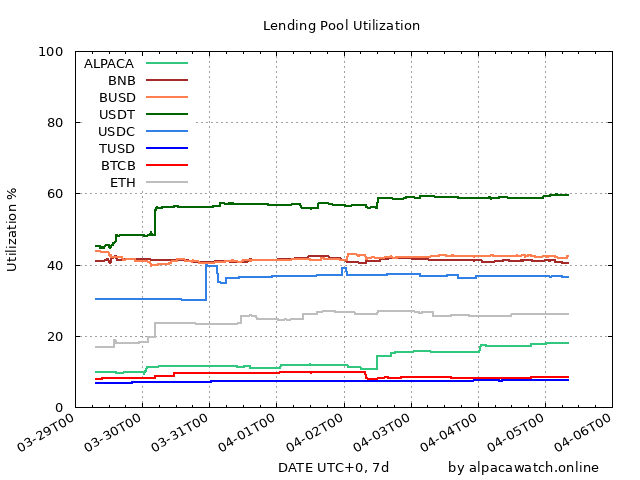 Lending Pool Utilization
100
80
60
40
20
0
Utilization %
ALPACA
BNB
BUSD
USDT
USDC
TUSD
BTCB
ETH
03-29T00
03-30T00
03-31T00
04-01T00
04-02T00
04-03T00
04-04T00
04-05T00
04-06T00
DATE UTC+0, 7d
by alpacawatch.online